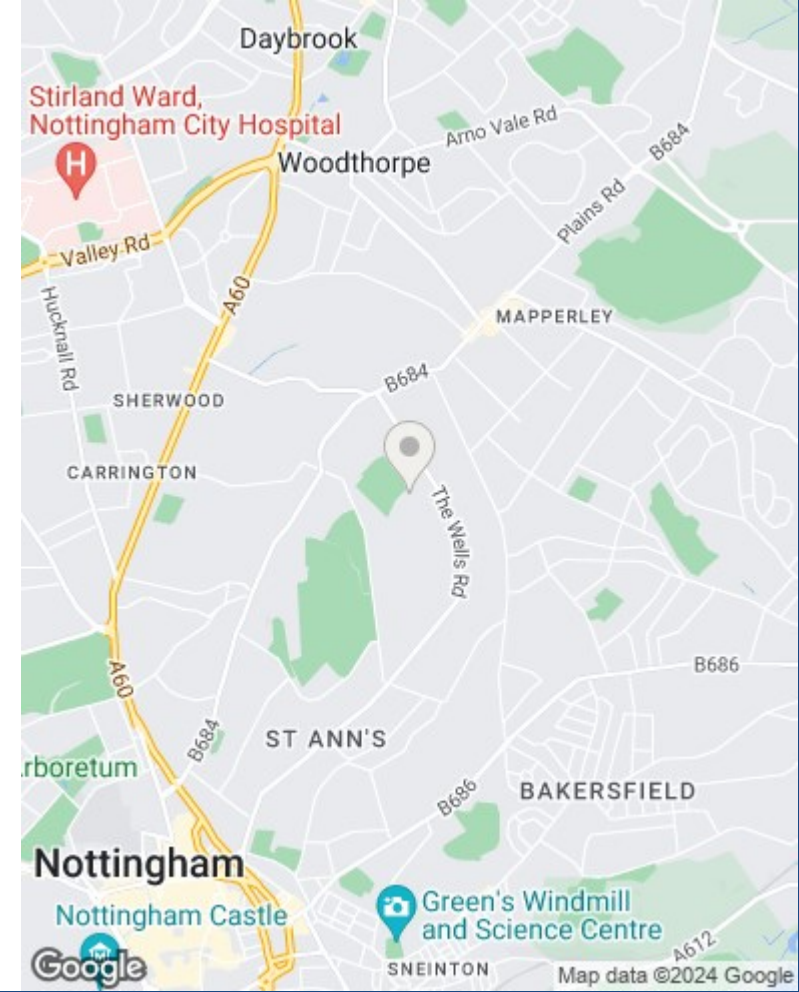 Daybrook
Stirland Ward,
Nottingham City Hospital
H
Arno Vale Rd
B684
Woodthorpe
Plains Rd
Valley Rd
A60
Hucknall Rd
MAPPERLEY
B684
SHERWOOD
CARRINGTON
The Wells Rd
A60
B686
B684
ST ANN'S
rboretum
B686
BAKERSFIELD
Nottingham
Nottingham Castle
Green's Windmill
and Science Centre
A612
Google
SNEINTON
Map data ©2024 Google